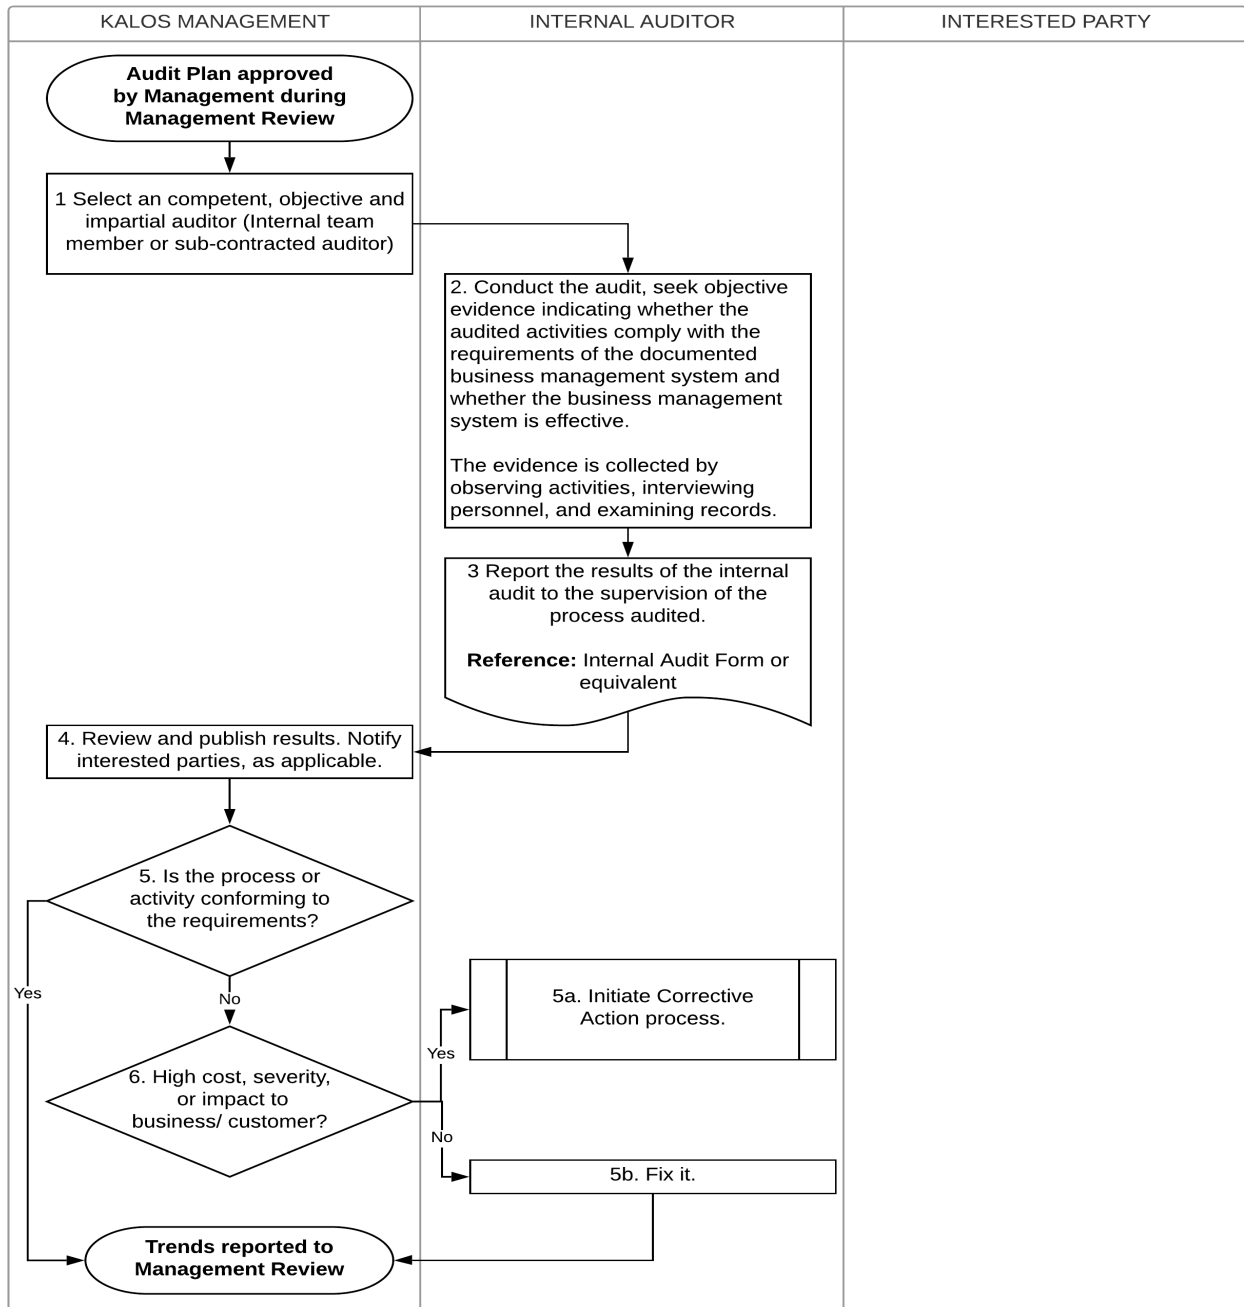 KALOS MANAGEMENT
INTERNAL AUDITOR
INTERESTED PARTY
Audit Plan approved
by Management during
Management Review
1 Select an competent, objective and
impartial auditor (Internal team
member or sub-contracted auditor)
2. Conduct the audit, seek objective
evidence indicating whether the
audited activities comply with the
requirements of the documented
business management system and
whether the business management
system is effective.
The evidence is collected by
observing activities, interviewing
personnel, and examining records.
3 Report the results of the internal
audit to the supervision of the
process audited.
Reference: Internal Audit Form or
equivalent
4. Review and publish results. Notify
interested parties, as applicable.
5. Is the process or
activity conforming to
the requirements?
Yes
No
6. High cost, severity,
or impact to
business/ customer?
Yes
No
5a. Initiate Corrective
Action process.
5b. Fix it.
Trends reported to
Management Review